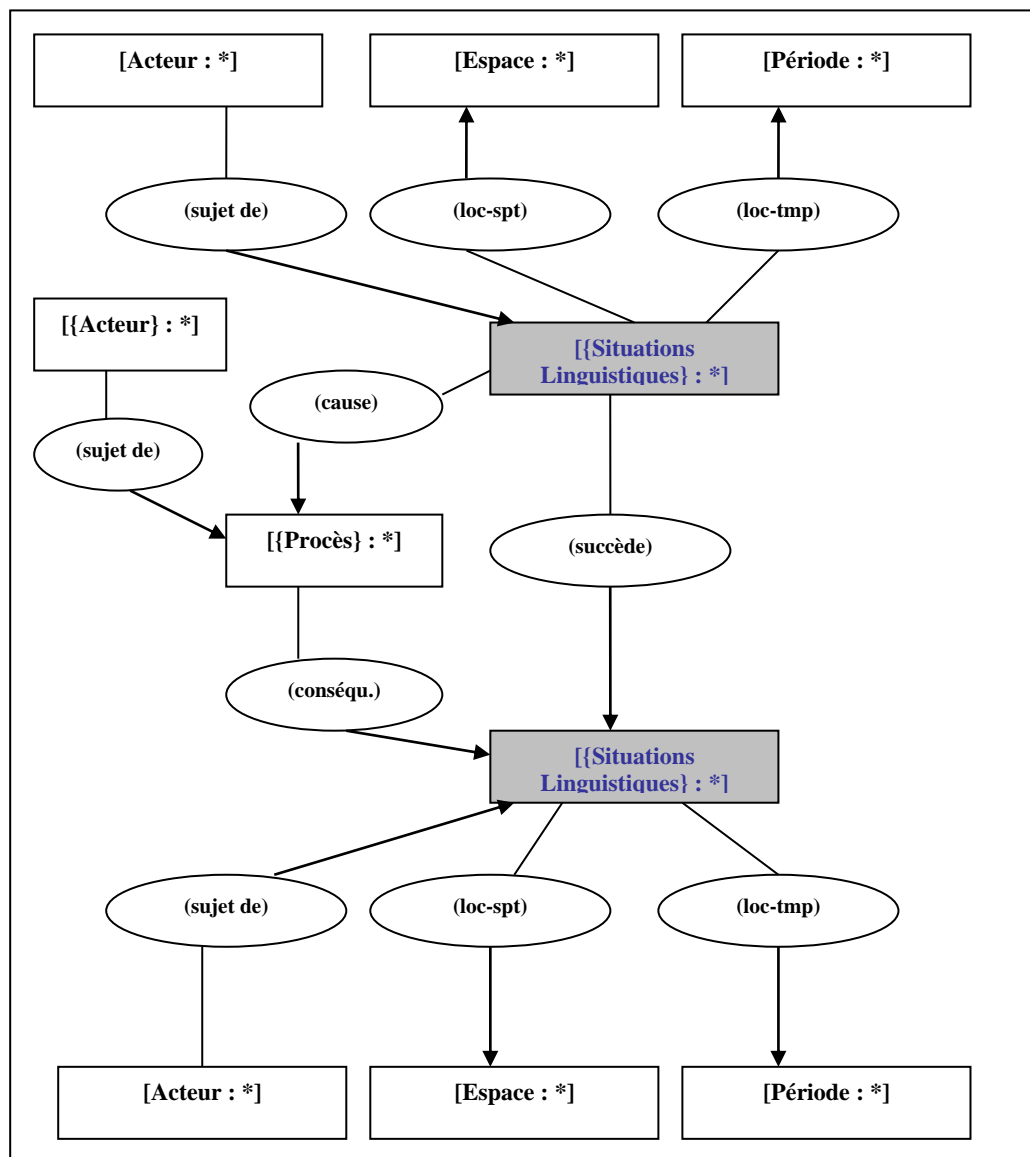 [Acteur : *]
[Espace : *]
[Période : *]
(sujet de)
(loc-spt)
(loc-tmp)
[{Acteur} : *]
[{Situations
Linguistiques} : *]
(cause)
(sujet de)
[{Procès} : *]
(succède)
(conséqu.)
[{Situations
Linguistiques} : *]
(sujet de)
(loc-spt)
(loc-tmp)
[Acteur : *]
[Espace : *]
[Période : *]